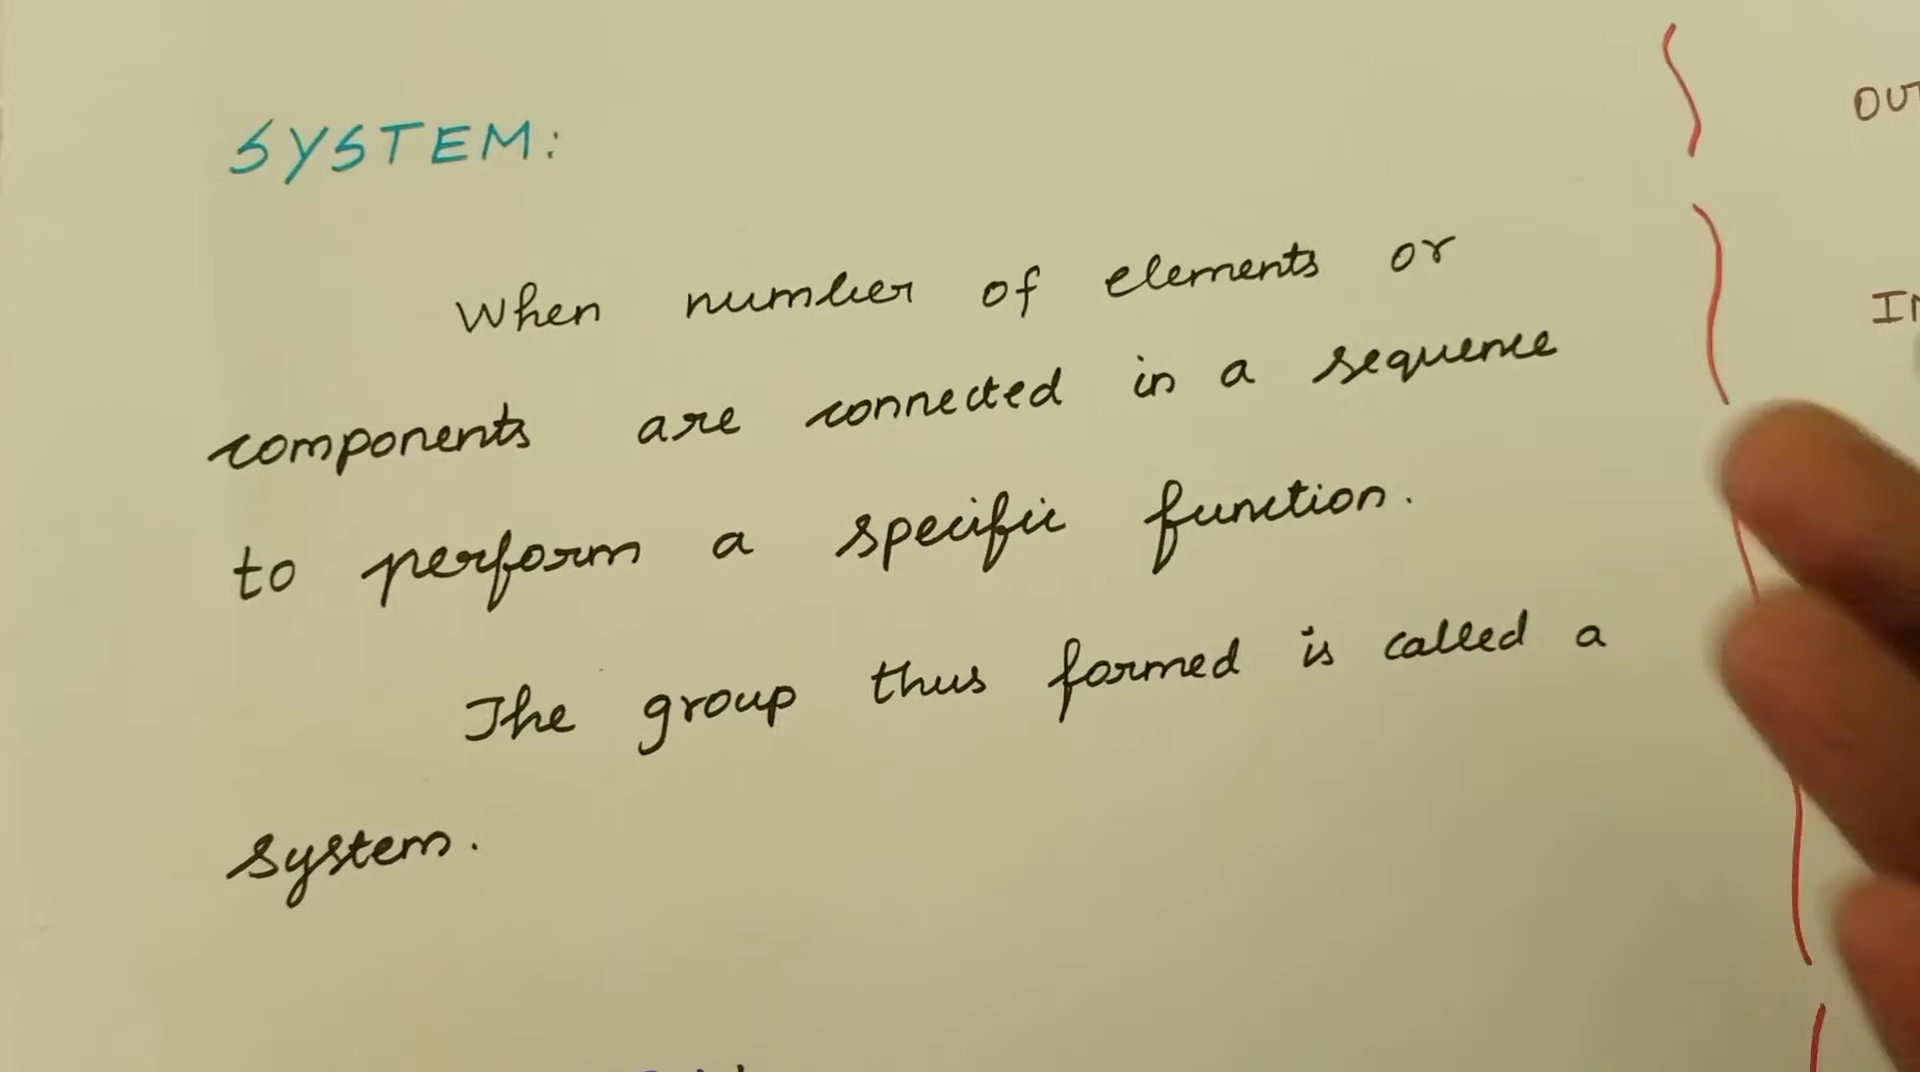 SYSTEM:
When number of elements or
components are connected in a sequence
to perform a specific function.
The group thus formed is called a
system.